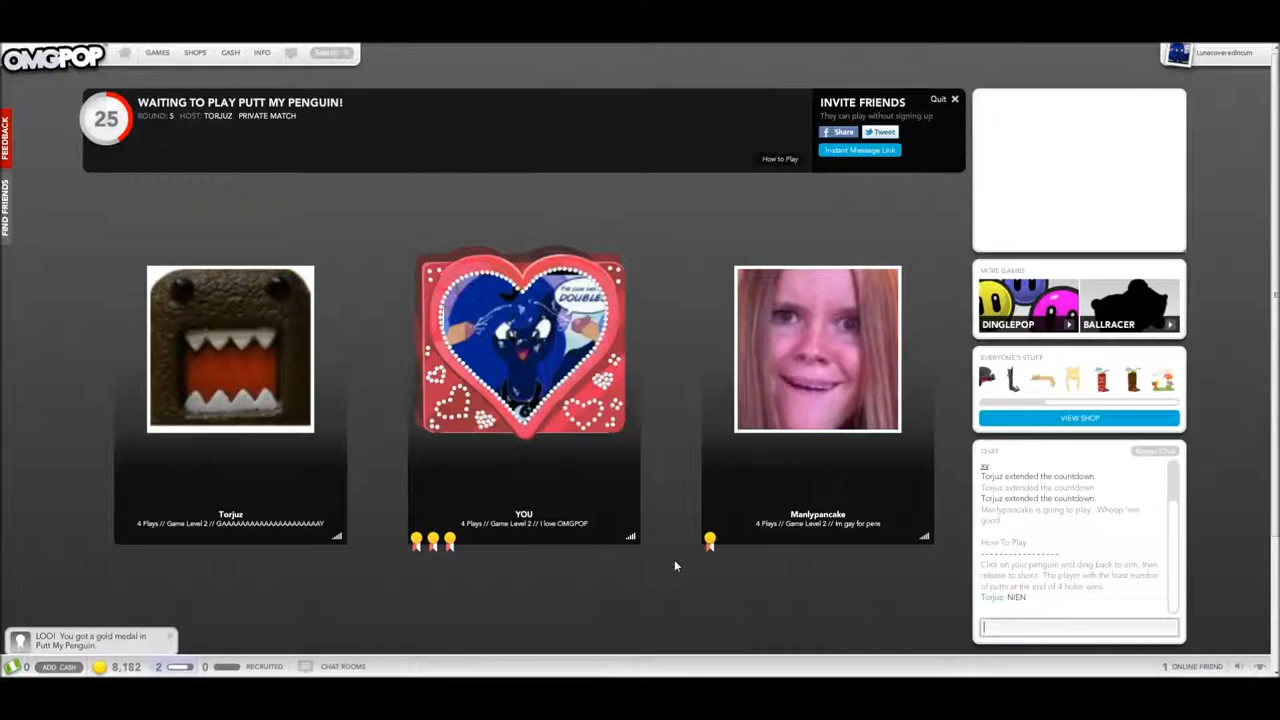 OMGPOP
GAMES SHOPS CASH INFO
Search
FEEDBACK
FIND FRIENDS
25
WAITING TO PLAY PUTT MY PENGUIN!
ROUND: 5 HOST: TORJUZ PRIVATE MATCH
How to Play
INVITE FRIENDS
Quit X
They can play without signing up
f Share
Tweet
Instant Message Link
DOUBLE!
Torjuz
4 Plays // Game Level 2 // GAAAAAAAAAAAAAAAAAAAAAY
YOU
4 Plays // Game Level 2 // I love OMGPOP
Manlypancake
4 Plays // Game Level 2 // Im gay for pens
MORE GAMES
DINGLEPOP
BALLRACER
EVERYONE'S STUFF
VIEW SHOP
CHAT
xy
Torjuz extended the countdown.
Torjuz extended the countdown
Torjuz extended the countdown.
Manlypancake is going to play. Whoop 'em
good.
How To Play
------------------
Click on your penguin and drag back to aim, then
release to shoot. The player with the least number
of putts at the end of 4 holes wins.
Torjuz: NIEN
LOO! You got a gold medal in
Putt My Penguin.
0 ADD CASH 8,182 2 0 RECRUITED CHAT ROOMS
1 ONLINE FRIEND